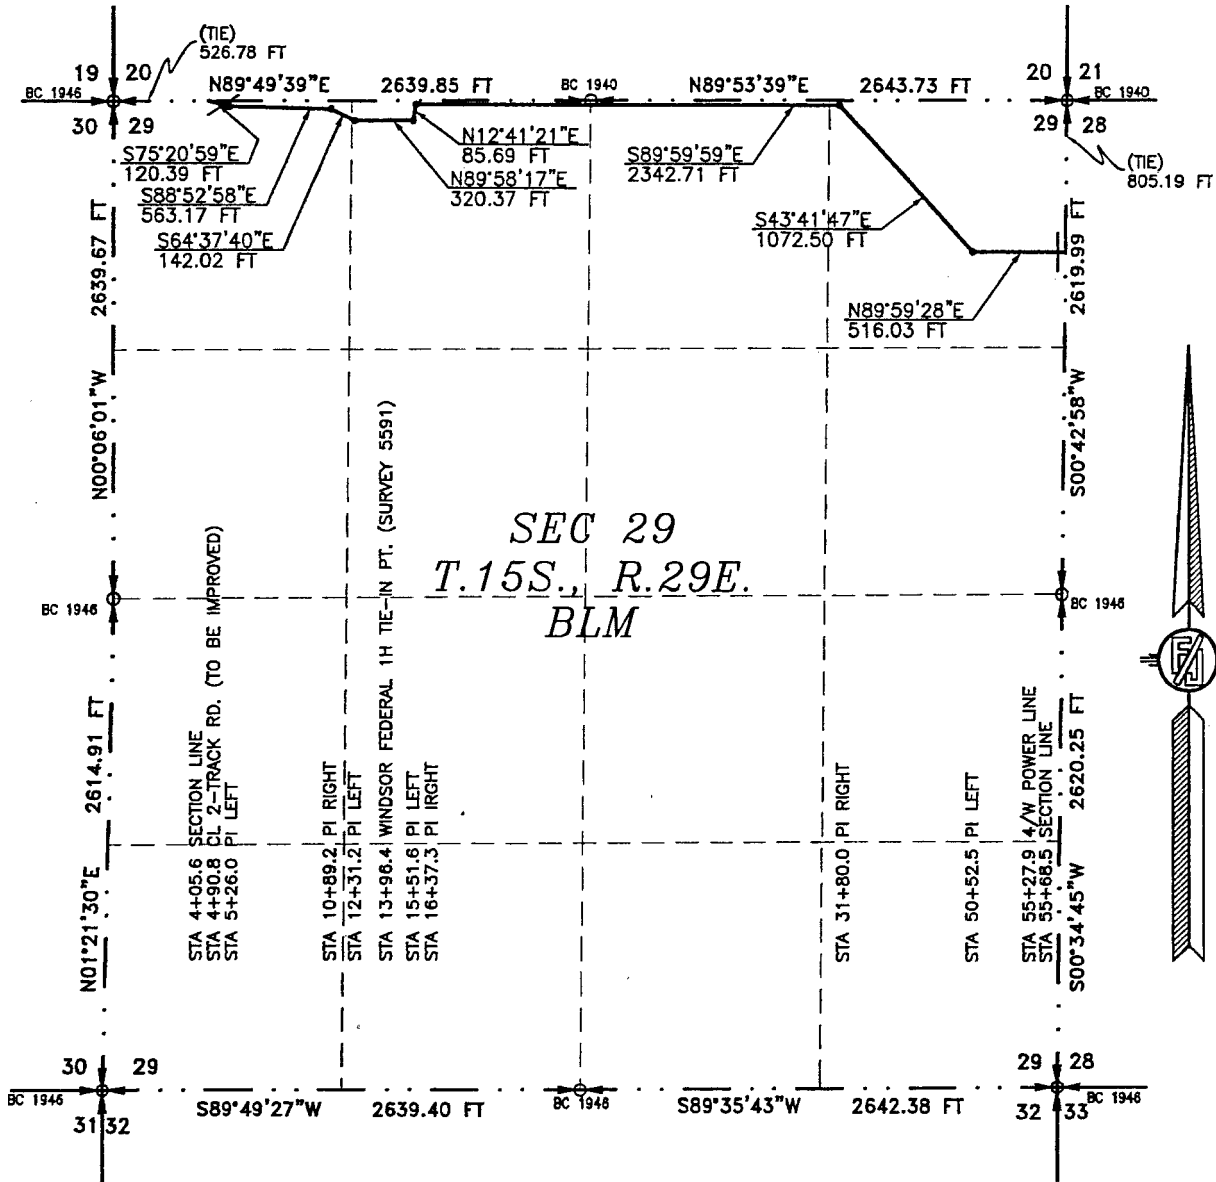 (TIE)
526.78 FT
19 20
20 21
BC 1946
N89°49'39"E
2639.85 FT
BC 1940
N89°53'39"E
2643.73 FT
BC 1940
30 29
29 28
S75°20'59"E
120.39 FT
S88°52'58"E
563.17 FT
S64°37'40"E
142.02 FT
N12°41'21"E
85.69 FT
N89°58'17"E
320.37 FT
S89°59'59"E
2342.71 FT
S43°41'47"E
1072.50 FT
N89°59'28"E
516.03 FT
(TIE)
805.19 FT
2639.67 FT
N00°06'01"W
2619.99 FT
S00°42'58"W
SEC 29
T.15S., R.29E.
BLM
BC 1946
BC 1946
2614.91 FT
N01°21'30"E
STA 4+05.6 SECTION LINE
STA 4+90.8 CL 2-TRACK RD. (TO BE IMPROVED)
STA 5+26.0 PI LEFT
STA 10+89.2 PI RIGHT
STA 12+31.2 PI LEFT
STA 13+96.4 WINDSOR FEDERAL 1H TIE-IN PT. (SURVEY 5591)
STA 15+51.6 PI LEFT
STA 16+37.3 PI IRGHT
STA 31+80.0 PI RIGHT
STA 50+52.5 PI LEFT
STA 55+27.9 4/W POWER LINE
STA 55+68.5 SECTION LINE
2620.25 FT
S00°34'45"W
30 29
29 28
BC 1946
S89°49'27"W
2639.40 FT
BC 1946
S89°35'43"W
2642.38 FT
BC 1946
31 32
32 33